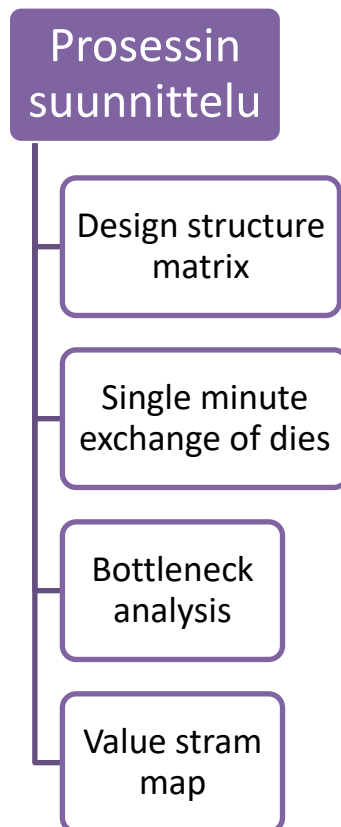 Prosessin
suunnittelu
Design structure
matrix
Single minute
exchange of dies
Bottleneck
analysis
Value stram
map